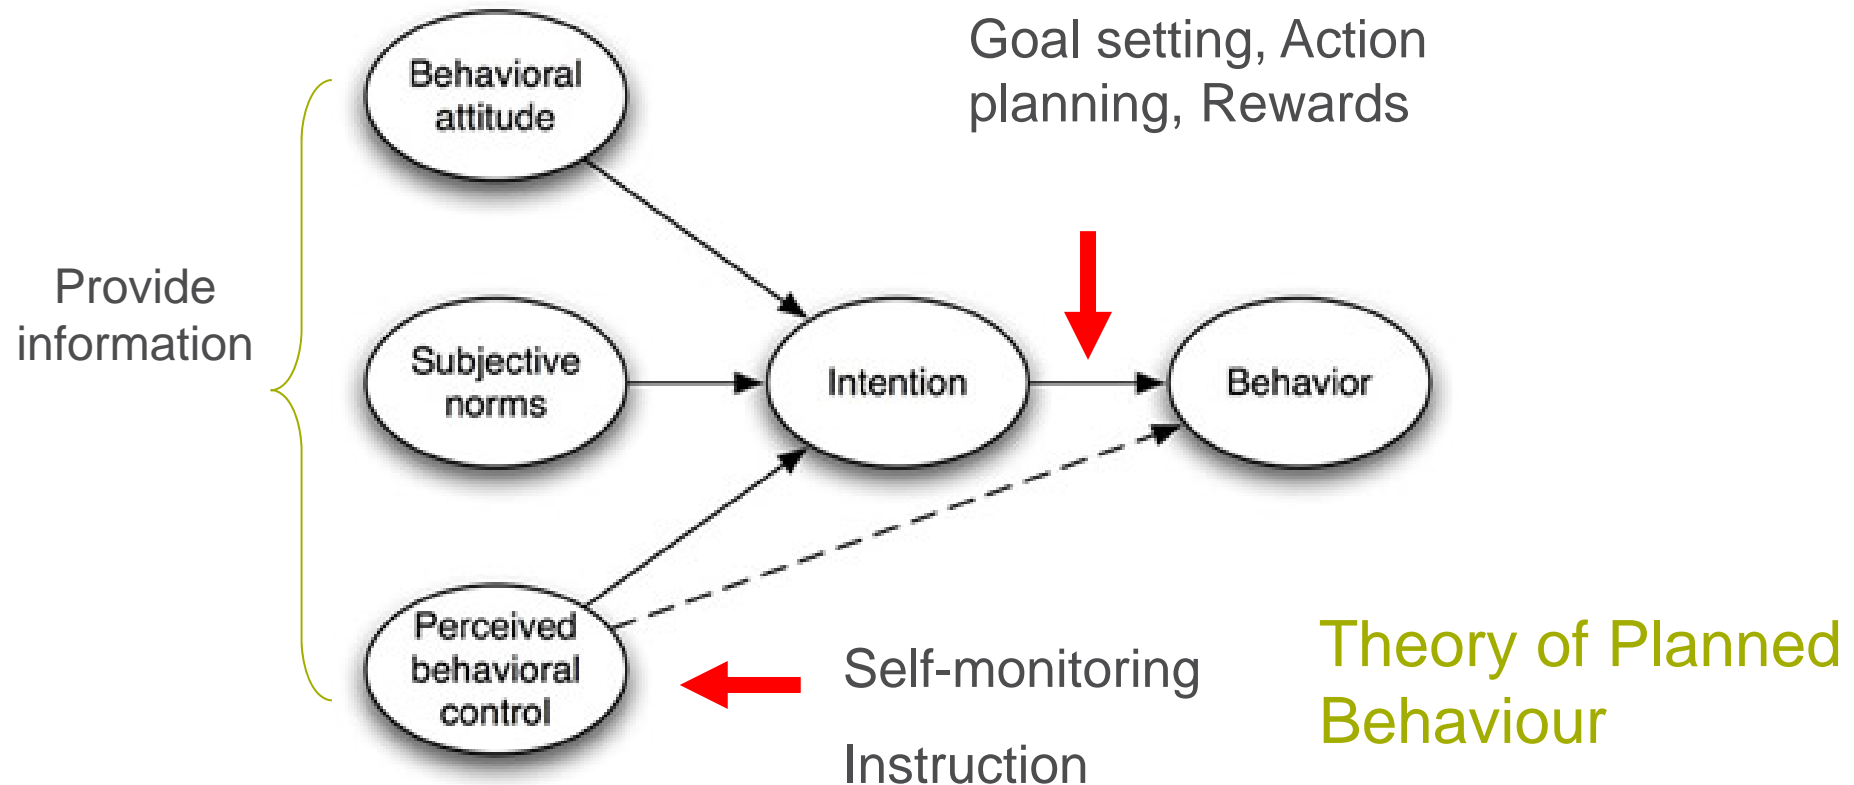 Behavioral
attitude
Goal setting, Action
planning, Rewards
Provide
information
Subjective
norms
Intention
Behavior
Perceived
behavioral
control
Self-monitoring
Instruction
Theory of Planned
Behaviour